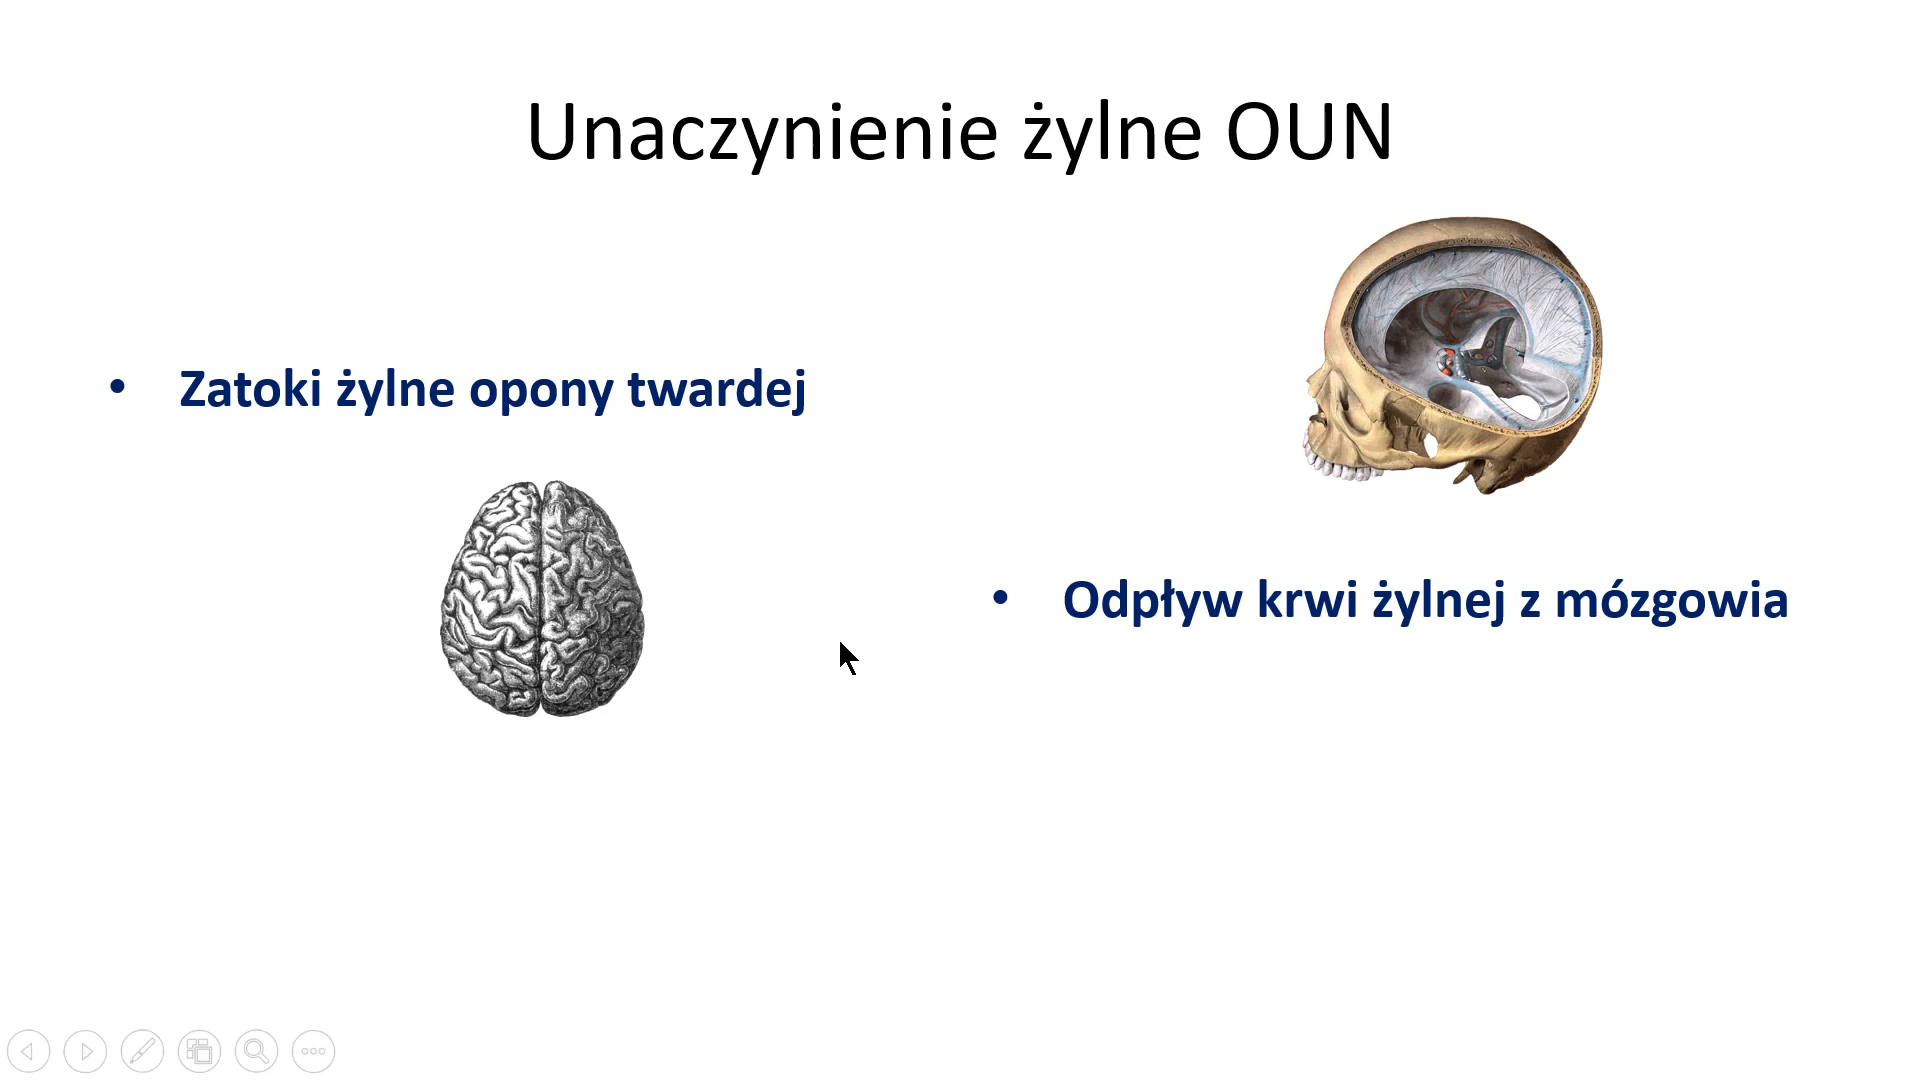 Unaczynienie żylne OUN
• Zatoki żylne opony twardej
• Odpływ krwi żylnej z mózgowia